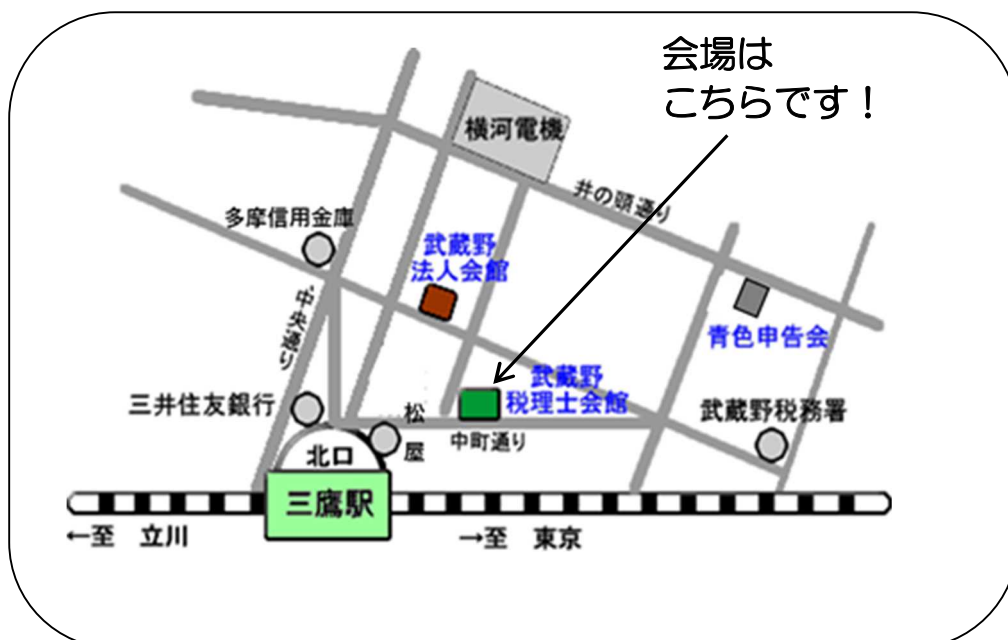 会場は
こちらです！
横河電機
井の頭通り
多摩信用金庫
武蔵野
法人会館
中央通り
青色申告会
武蔵野
税理士会館
三井住友銀行
松屋
武蔵野税務署
中町通り
北口
三鷹駅
←至 立川
→至 東京